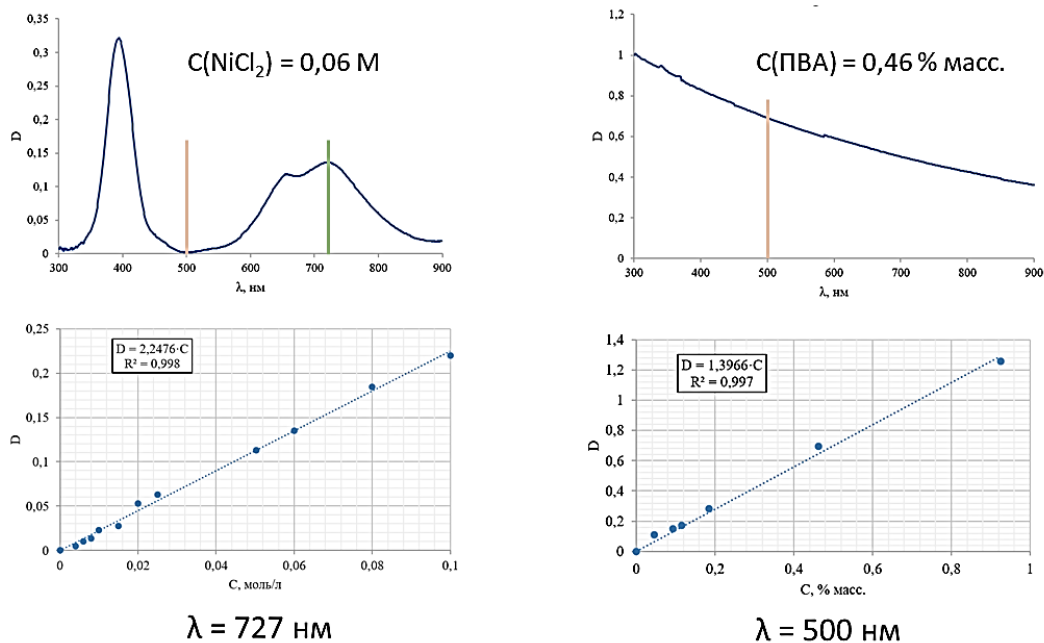 0,35
0,3
0,25
0,2
0,15
0,1
0,05
0
D
C(NiCl₂) = 0,06 М
300 400 500 600 700 800 900
λ, нм
1,2
1
0,8
0,6
0,4
0,2
0
D
С(ПВА) = 0,46 % масс.
300 400 500 600 700 800 900
λ, нм
0,25
0,2
0,15
0,1
0,05
0
D
D = 2,2476·C
R² = 0,998
0 0,02 0,04 0,06 0,08 0,1
С, моль/л
λ = 727 нм
1,4
1,2
1
0,8
0,6
0,4
0,2
0
D
D = 1,3966·C
R² = 0,997
0 0,2 0,4 0,6 0,8 1
С, % масс.
λ = 500 нм